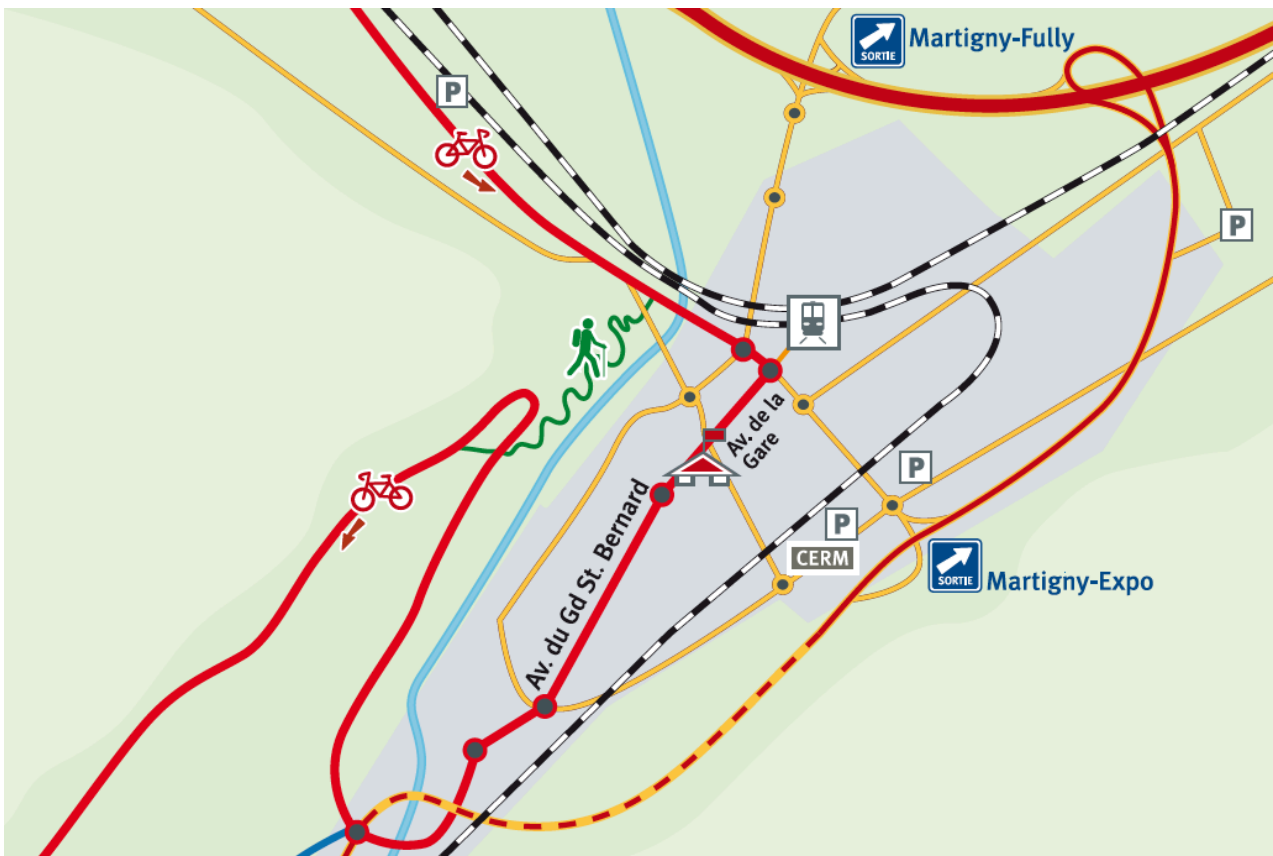 SORTIE
Martigny-Fully
P
P
Av. de la
Gare
P
Av. du Gd St. Bernard
P
CERM
SORTIE
Martigny-Expo